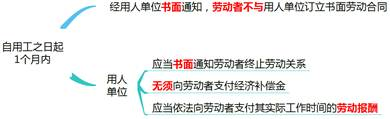 经用人单位书面通知，劳动者不与用人单位订立书面劳动合同
自用工之日起
1个月内
应当书面通知劳动者终止劳动关系
用人
单位
无须向劳动者支付经济补偿金
应当依法向劳动者支付其实际工作时间的劳动报酬